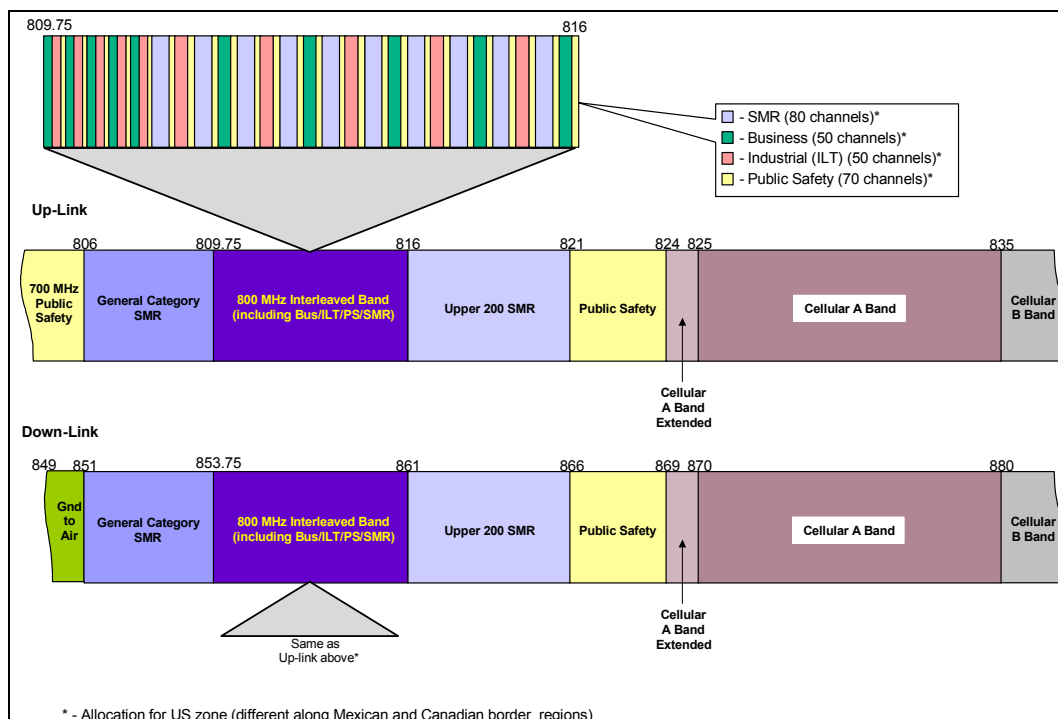 809.75 816
- SMR (80 channels)*
- Business (50 channels)*
- Industrial (ILT) (50 channels)*
- Public Safety (70 channels)*
Up-Link
806 809.75 816 821 824 825 835
700 MHz
Public
Safety
General Category
SMR
800 MHz Interleaved Band
(including Bus/ILT/PS/SMR)
Upper 200 SMR
Public Safety
Cellular A Band
Cellular
B Band
Cellular
A Band
Extended
Down-Link
849 851 853.75 861 866 869 870 880
Gnd
to
Air
General Category
SMR
800 MHz Interleaved Band
(including Bus/ILT/PS/SMR)
Upper 200 SMR
Public Safety
Cellular A Band
Cellular
B Band
Cellular
A Band
Extended
Same as
Up-link above*
* - Allocation for US zone (different along Mexican and Canadian border regions)